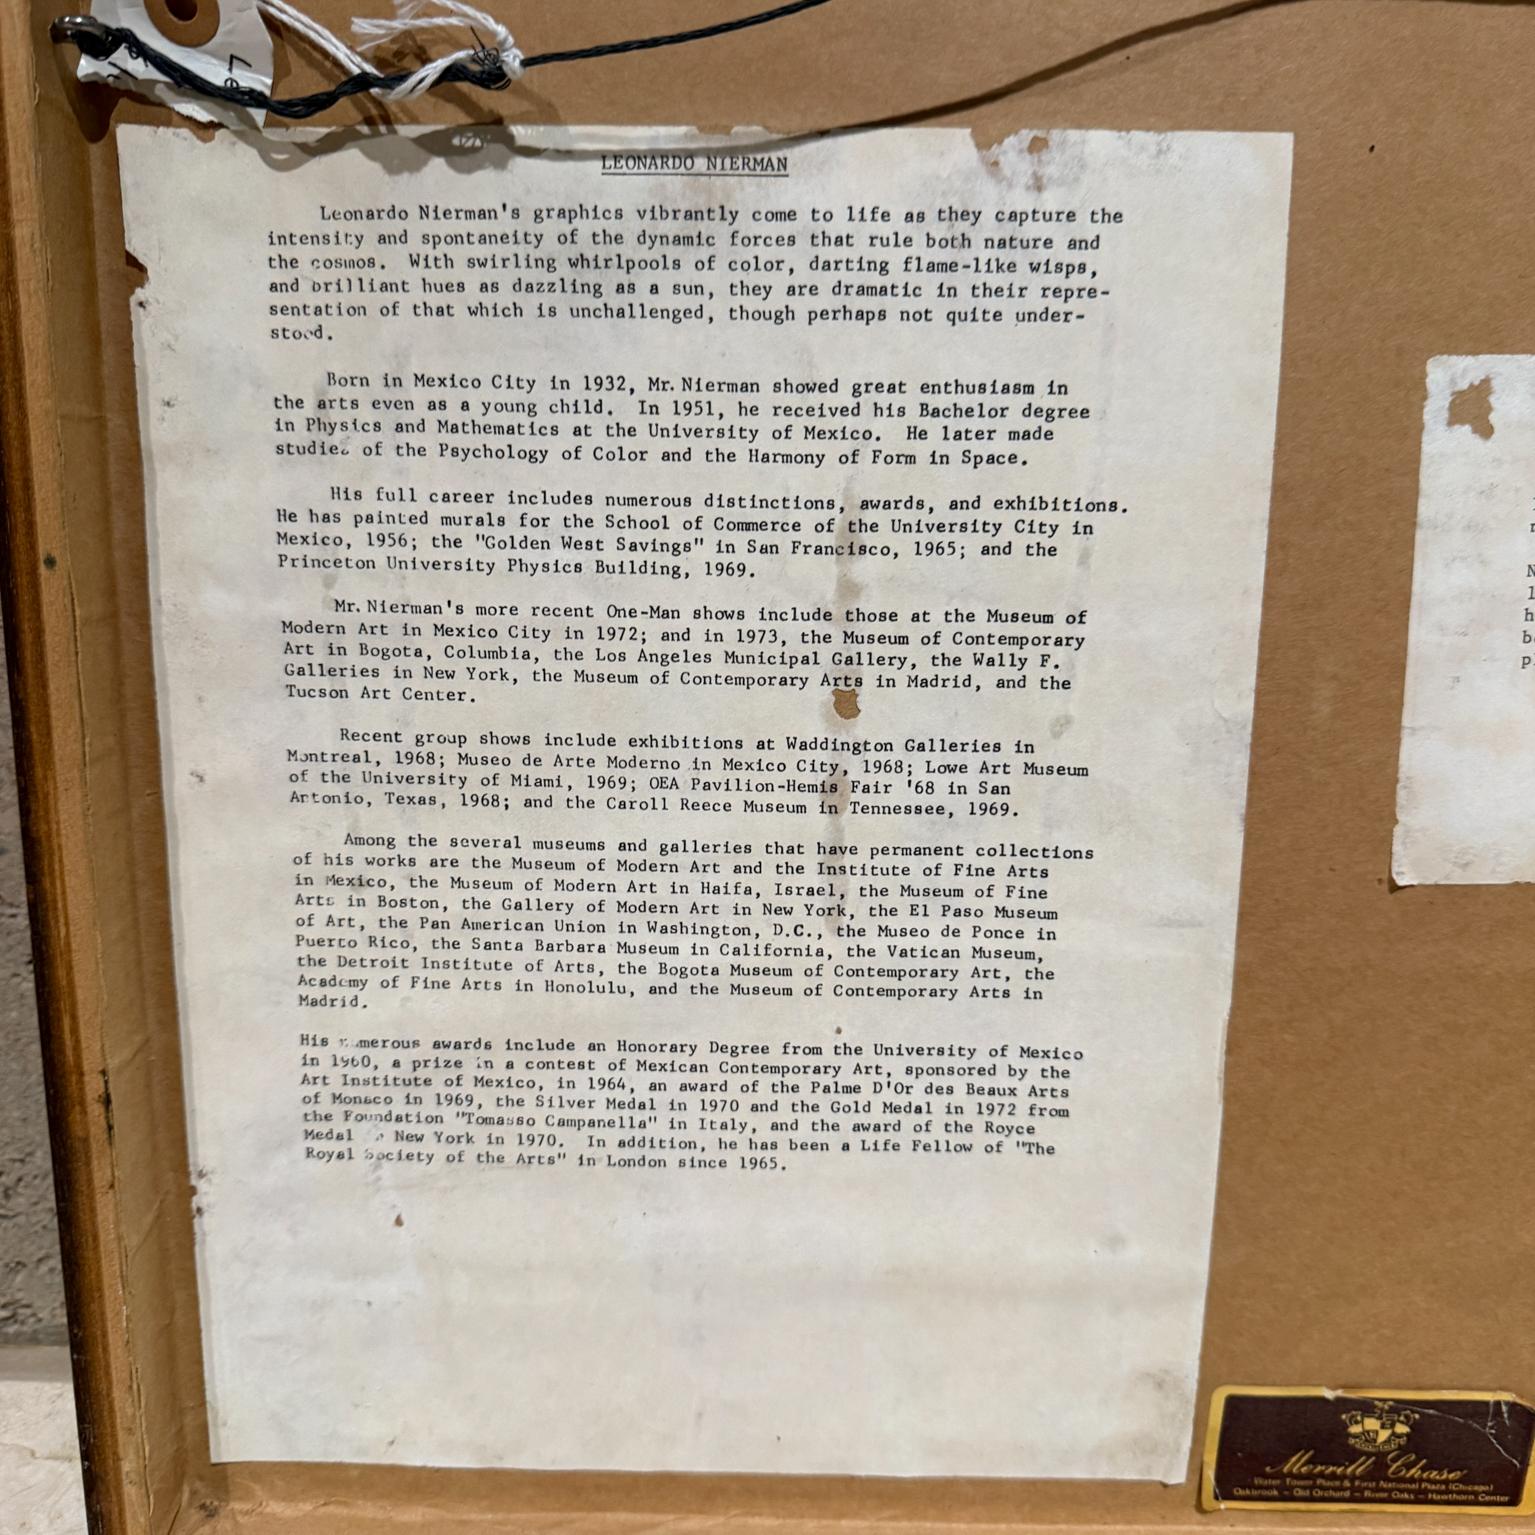 LEONARDO NIERMAN
Leonardo Nierman's graphics vibrantly come to life as they capture the
intensity and spontaneity of the dynamic forces that rule both nature and
the cosmos. With swirling whirlpools of color, darting flame-like wisps,
and brilliant hues as dazzling as a sun, they are dramatic in their repre-
sentation of that which is unchallenged, though perhaps not quite under-
stood.
Born in Mexico City in 1932, Mr. Nierman showed great enthusiasm in
the arts even as a young child. In 1951, he received his Bachelor degree
in Physics and Mathematics at the University of Mexico. He later made
studies of the Psychology of Color and the Harmony of Form in Space.
His full career includes numerous distinctions, awards, and exhibitions.
He has painted murals for the School of Commerce of the University City in
Mexico, 1956; the "Golden West Savings" in San Francisco, 1965; and the
Princeton University Physics Building, 1969.
Mr. Nierman's more recent One-Man shows include those at the Museum of
Modern Art in Mexico City in 1972; and in 1973, the Museum of Contemporary
Art in Bogota, Columbia, the Los Angeles Municipal Gallery, the Wally F.
Galleries in New York, the Museum of Contemporary Arts in Madrid, and the
Tucson Art Center.
Recent group shows include exhibitions at Waddington Galleries in
Montreal, 1968; Museo de Arte Moderno in Mexico City, 1968; Lowe Art Museum
of the University of Miami, 1969; OEA Pavilion-Hemis Fair '68 in San
Antonio, Texas, 1968; and the Caroll Reece Museum in Tennessee, 1969.
Among the several museums and galleries that have permanent collections
of his works are the Museum of Modern Art and the Institute of Fine Arts
in Mexico, the Museum of Modern Art in Haifa, Israel, the Museum of Fine
Arts in Boston, the Gallery of Modern Art in New York, the El Paso Museum
of Art, the Pan American Union in Washington, D.C., the Museo de Ponce in
Puerto Rico, the Santa Barbara Museum in California, the Vatican Museum,
the Detroit Institute of Arts, the Bogota Museum of Contemporary Art, the
Academy of Fine Arts in Honolulu, and the Museum of Contemporary Arts in
Madrid.
His numerous awards include an Honorary Degree from the University of Mexico
in 1960, a prize in a contest of Mexican Contemporary Art, sponsored by the
Art Institute of Mexico, in 1964, an award of the Palme D'Or des Beaux Arts
of Monaco in 1969, the Silver Medal in 1970 and the Gold Medal in 1972 from
the Foundation "Tomasso Campanella" in Italy, and the award of the Royce
Medal New York in 1970. In addition, he has been a Life Fellow of "The
Royal Society of the Arts" in London since 1965.
Merrill Chase
Water Tower Place & First National Plaza (Chicago)
Oakbrook – Old Orchard – River Oaks – Hawthorn Center